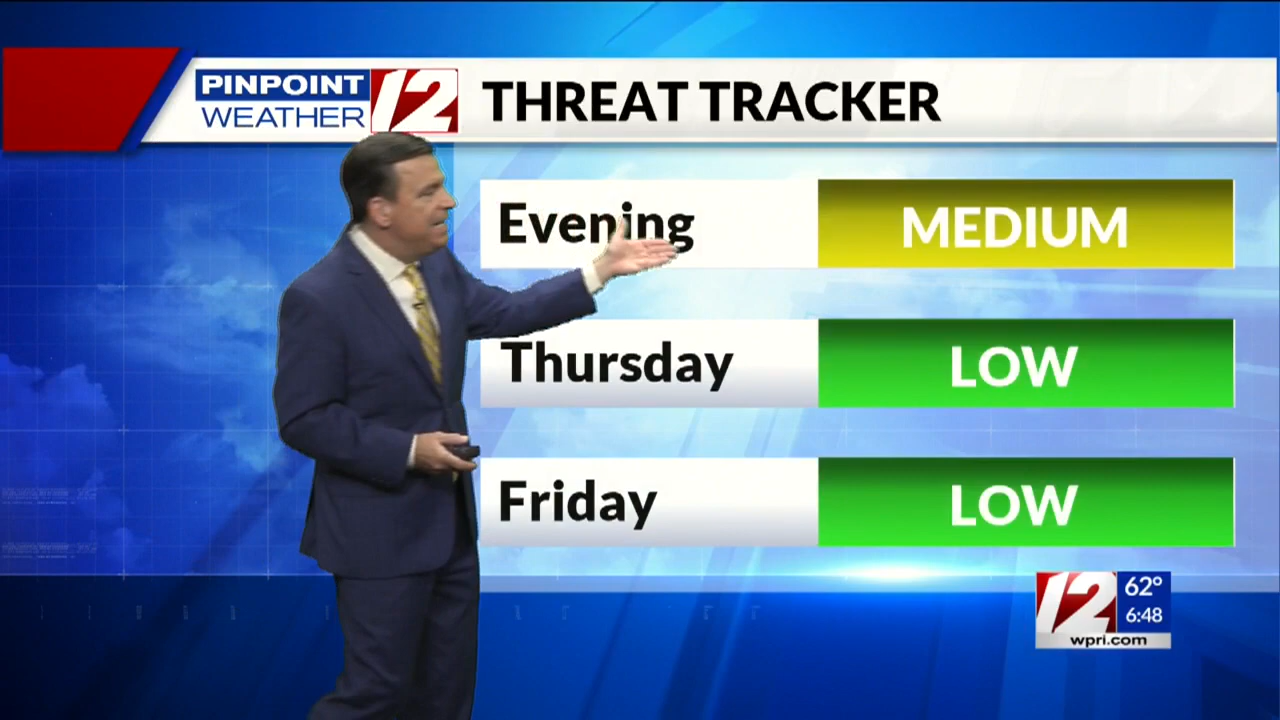 PINPOINT
WEATHER
12
THREAT TRACKER
Evening
MEDIUM
Thursday
LOW
Friday
LOW
12
62°
6:48
wpri.com